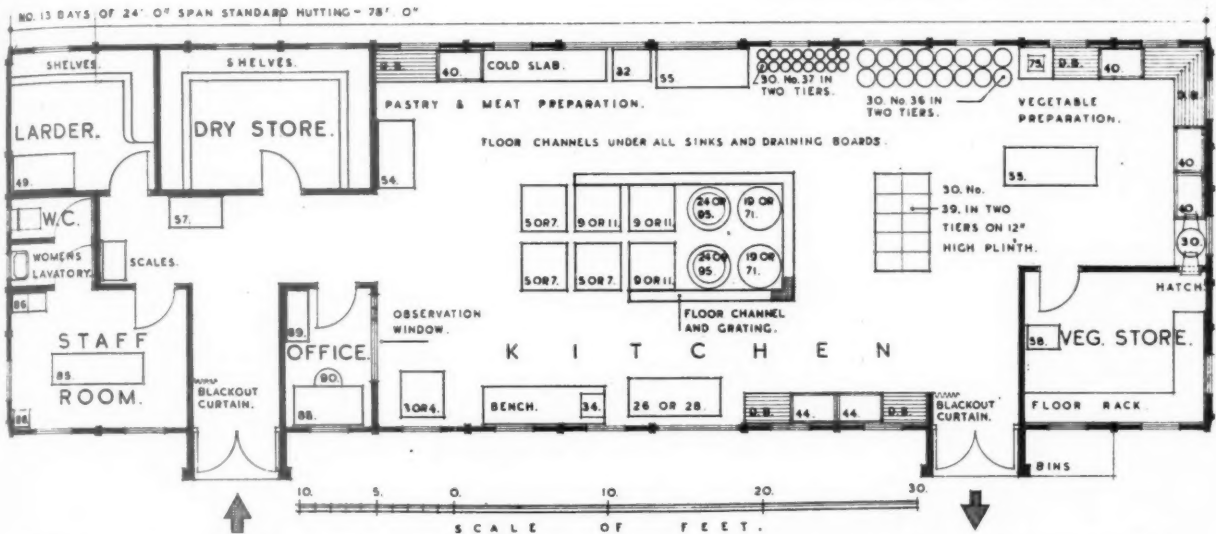 NO. 13 BAYS OF 24'. 0" SPAN STANDARD HUTTING = 78'. 0"
SHELVES.
SHELVES.
D.B.
40.
COLD SLAB.
32
55
30. No. 37 IN
TWO TIERS.
30. No. 36 IN
TWO TIERS.
75.
D.B.
40.
D.B.
PASTRY & MEAT PREPARATION.
VEGETABLE
PREPARATION.
LARDER.
DRY STORE.
FLOOR CHANNELS UNDER ALL SINKS AND DRAINING BOARDS.
49.
54.
55.
40
40.
30.
HATCH.
W.C.
57.
WOMENS
LAVATORY.
SCALES.
5 OR 7.
9 OR 11.
9 OR 11.
24 OR
95.
19 OR
71.
5 OR 7.
5 OR 7.
9 OR 11.
24 OR
95.
19 OR
71.
30. No.
39. IN TWO
TIERS ON 12"
HIGH PLINTH.
FLOOR CHANNEL
AND GRATING.
86.
STAFF
85.
ROOM.
86.
89.
OFFICE.
90.
88.
OBSERVATION
WINDOW.
BLACKOUT
CURTAIN.
KITCHEN
3 OR 4.
BENCH.
34.
26 OR 28.
D.B.
44.
44.
D.B.
BLACKOUT
CURTAIN.
58.
VEG. STORE.
FLOOR RACK.
BINS
10. 5. 0. 10. 20. 30.
SCALE OF FEET.